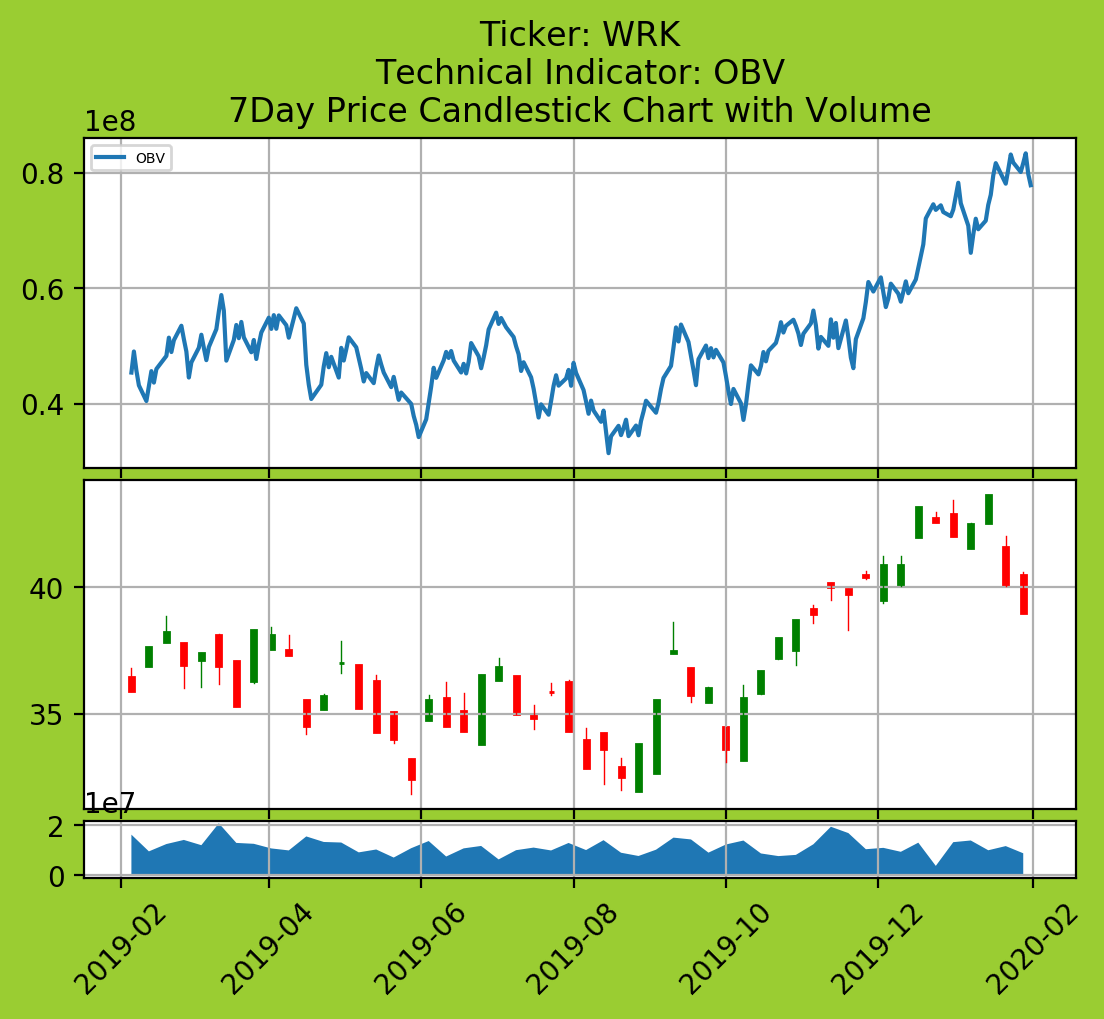 Ticker: WRK
Technical Indicator: OBV
7Day Price Candlestick Chart with Volume
1e8
OBV
0.8
0.6
0.4
40
35
1e7
2
0
2019-02
2019-04
2019-06
2019-08
2019-10
2019-12
2020-02